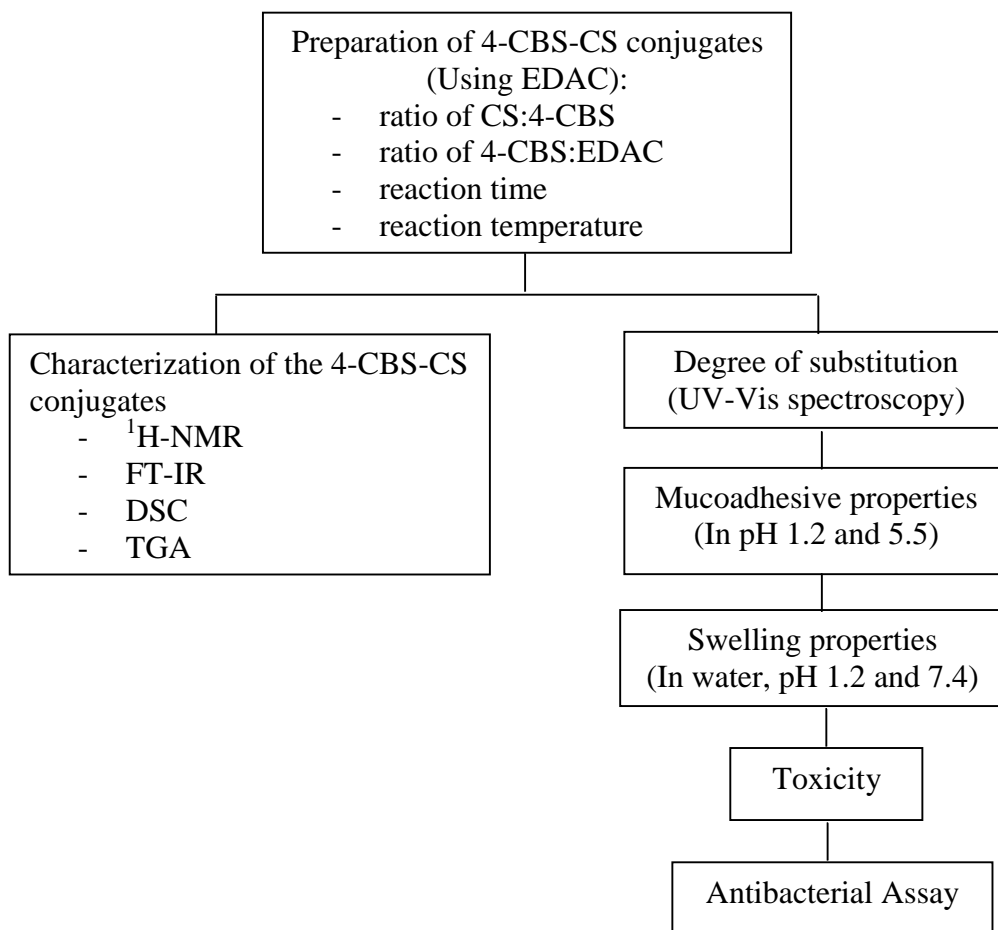 Preparation of 4-CBS-CS conjugates
(Using EDAC):
- ratio of CS:4-CBS
- ratio of 4-CBS:EDAC
- reaction time
- reaction temperature
Characterization of the 4-CBS-CS
conjugates
- ¹H-NMR
- FT-IR
- DSC
- TGA
Degree of substitution
(UV-Vis spectroscopy)
Mucoadhesive properties
(In pH 1.2 and 5.5)
Swelling properties
(In water, pH 1.2 and 7.4)
Toxicity
Antibacterial Assay